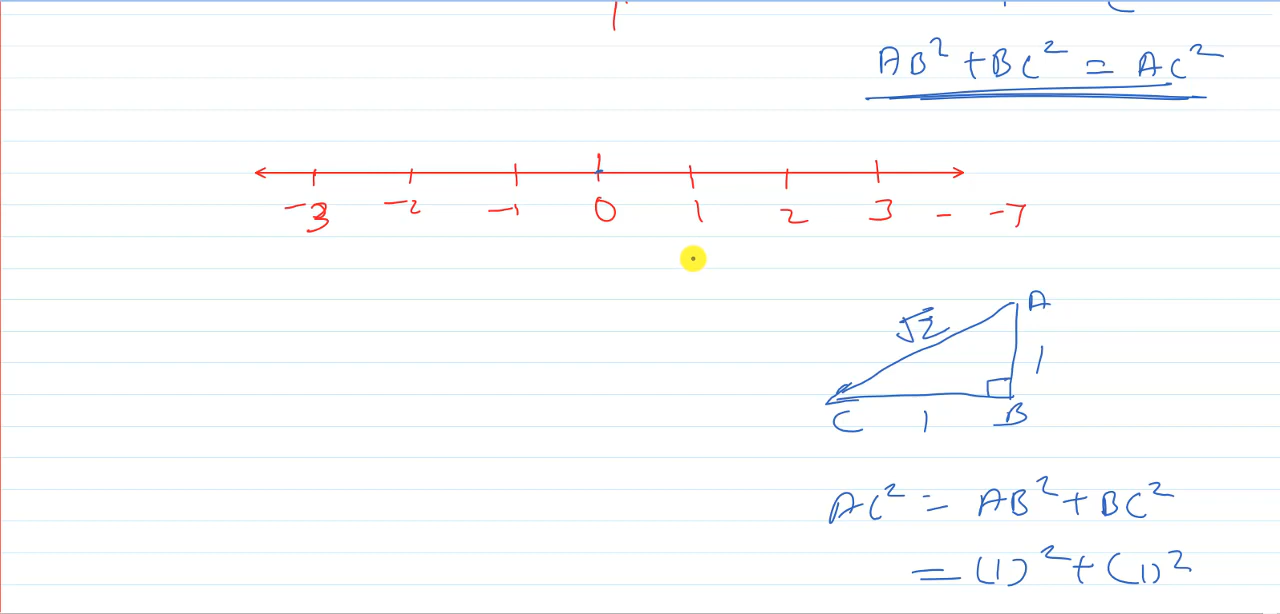 AB² + BC² = AC²
-3 -2 -1 0 1 2 3 - -7
A
√2
1
C 1 B
AC² = AB² + BC²
= (1)² + (1)²